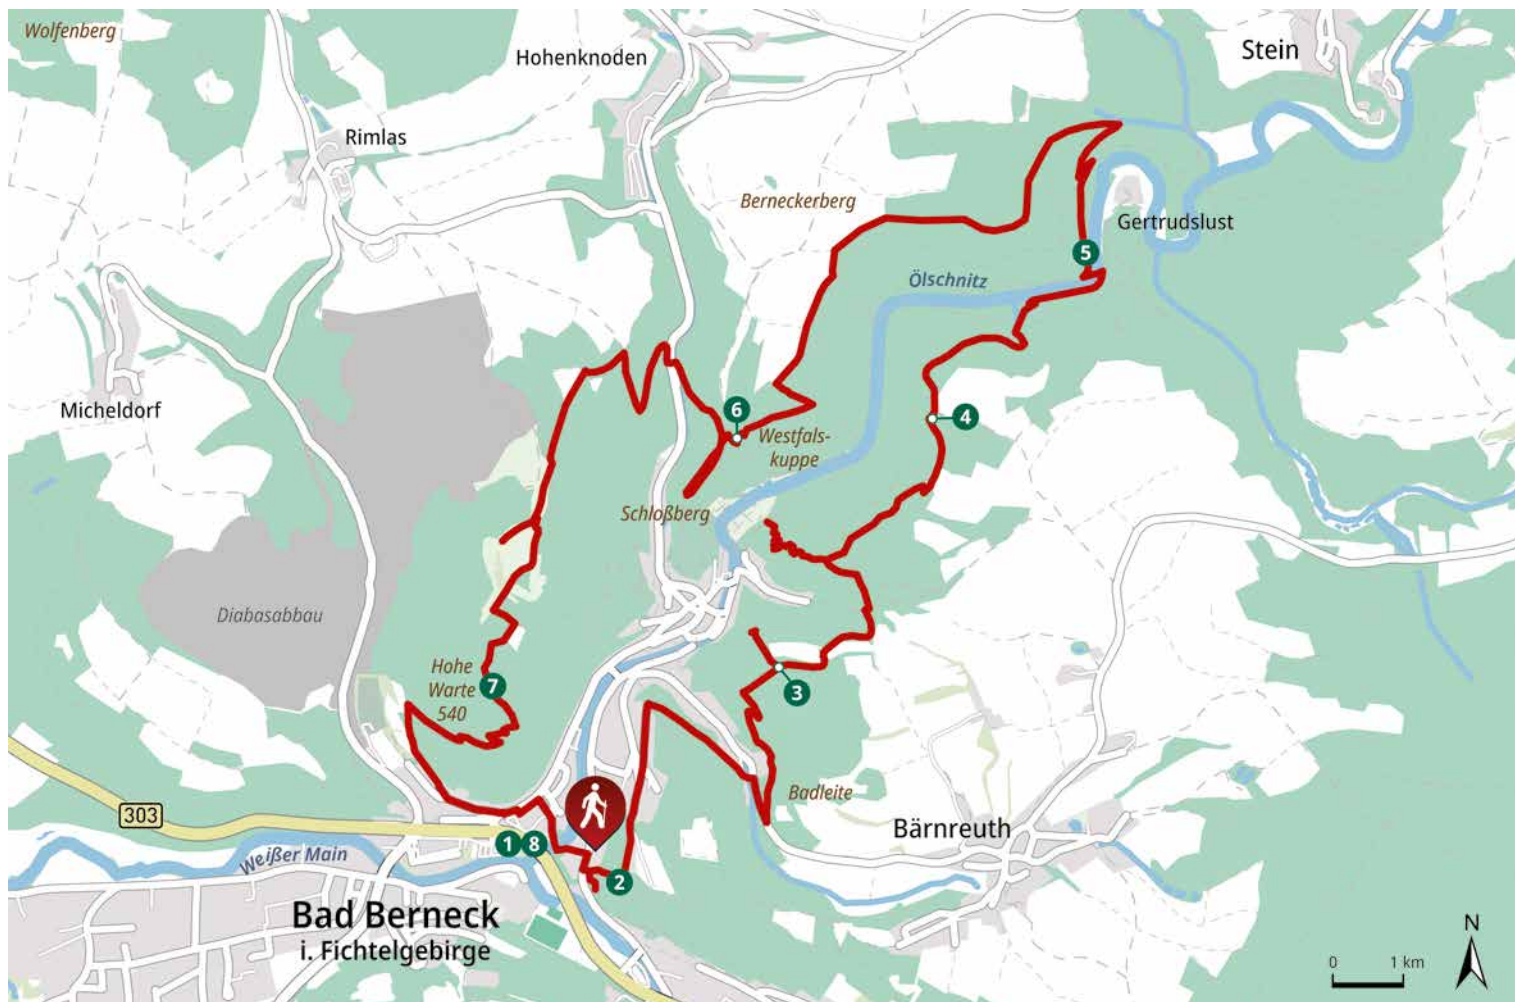 Wolfenberg
Hohenknoden
Stein
Rimlas
Berneckerberg
Gertrudslust
5
Ölschnitz
Micheldorf
6
4
Westfals-
kuppe
Schloßberg
Diabasabbau
Hohe
Warte
540
7
3
Badleite
303
Bärnreuth
1
8
Weißer Main
2
Bad Berneck
i. Fichtelgebirge
N
0 1 km